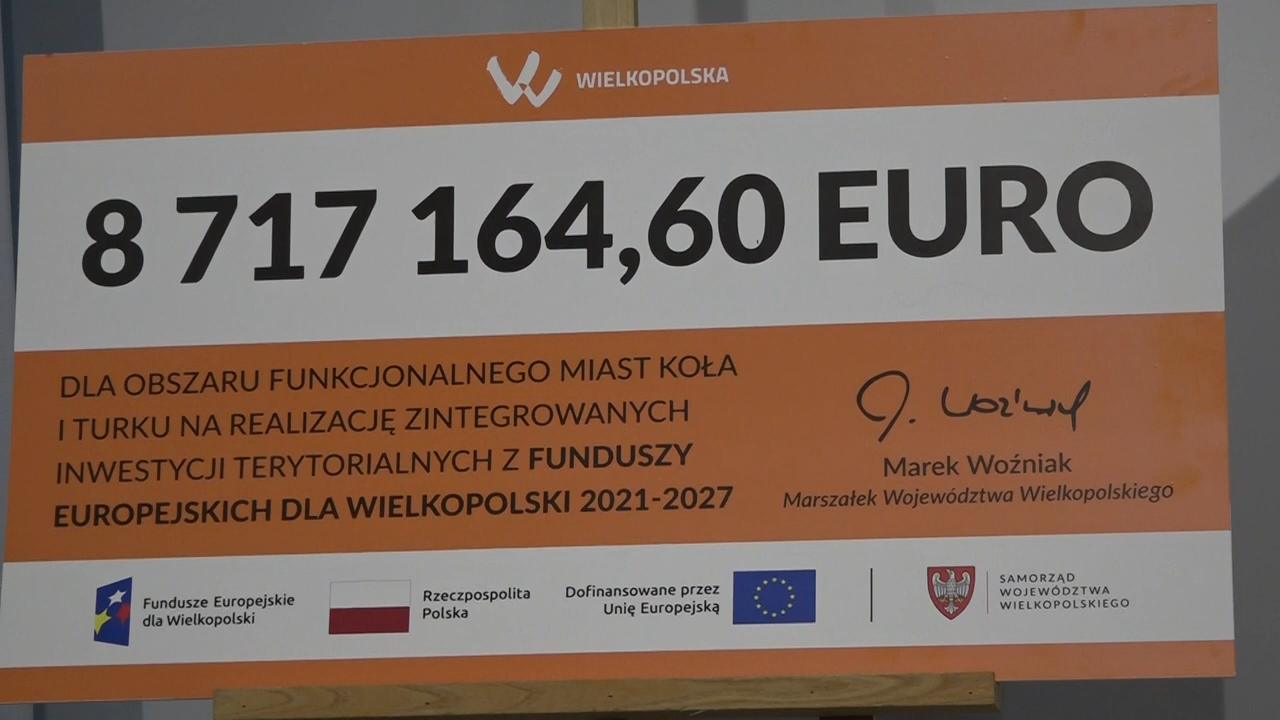 WIELKOPOLSKA
8 717 164,60 EURO
DLA OBSZARU FUNKCJONALNEGO MIAST KOŁA
I TURKU NA REALIZACJĘ ZINTEGROWANYCH
INWESTYCJI TERYTORIALNYCH Z FUNDUSZY
EUROPEJSKICH DLA WIELKOPOLSKI 2021-2027
J. Woźniak
Marek Woźniak
Marszałek Województwa Wielkopolskiego
Fundusze Europejskie
dla Wielkopolski
Rzeczpospolita
Polska
Dofinansowane przez
Unię Europejską
SAMORZĄD
WOJEWÓDZTWA
WIELKOPOLSKIEGO